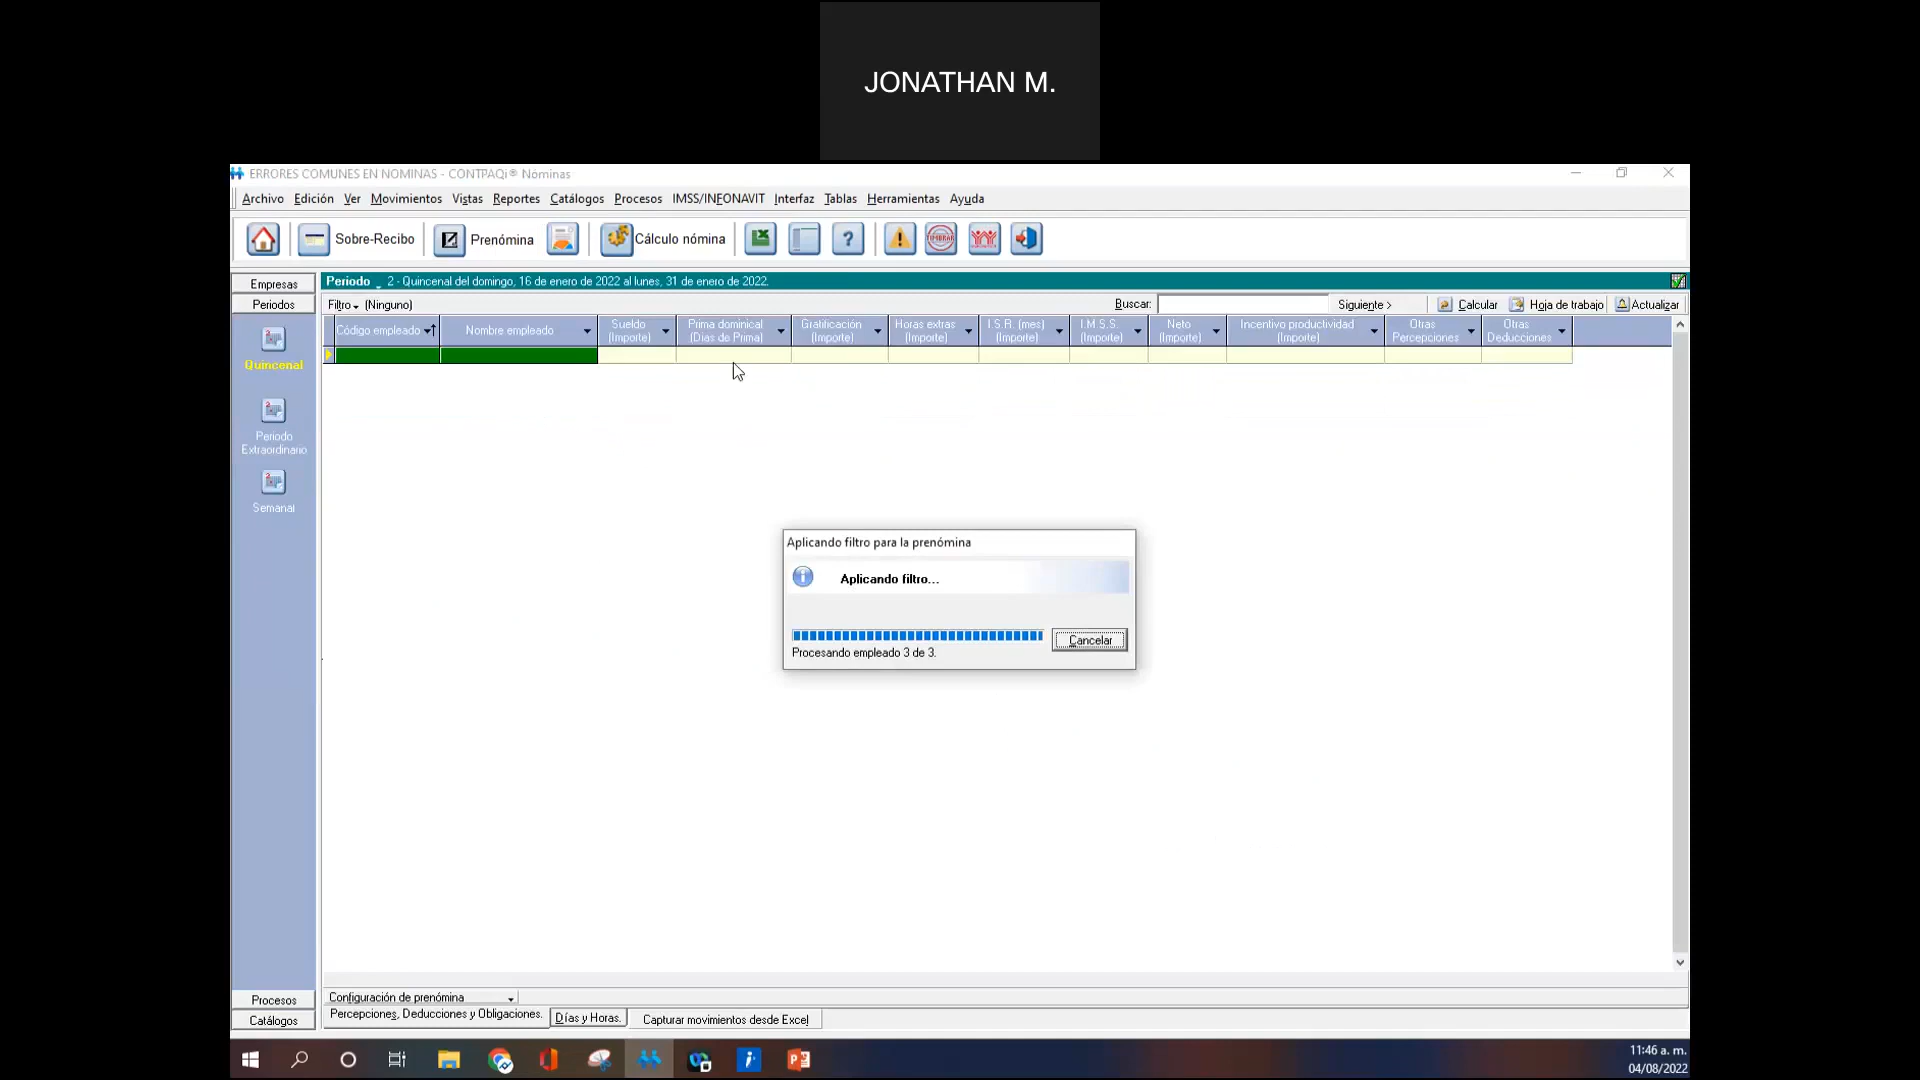 JONATHAN M.
ERRORES COMUNES EN NOMINAS - CONTPAQi® Nóminas
Archivo Edición Ver Movimientos Vistas Reportes Catálogos Procesos IMSS/INFONAVIT Interfaz Tablas Herramientas Ayuda
Sobre-Recibo Prenómina Cálculo nómina
Empresas
Periodo 2 - Quincenal del domingo, 16 de enero de 2022 al lunes, 31 de enero de 2022.
Periodos
Filtro (Ninguno) Buscar: Siguiente > Calcular Hoja de trabajo Actualizar
Código empleado Nombre empleado Sueldo (Importe) Prima dominical (Dias de Prima) Gratificación (Importe) Horas extras (Importe) I.S.R. (mes) (Importe) I.M.S.S. (Importe) Neto (Importe) Incentivo productividad (Importe) Otras Percepciones Otras Deducciones
Quincenal
Periodo
Extraordinario
Semanal
Aplicando filtro para la prenómina
Aplicando filtro...
Cancelar
Procesando empleado 3 de 3.
Procesos
Catálogos
Configuración de prenómina
Percepciones, Deducciones y Obligaciones. Días y Horas. Capturar movimientos desde Excel
11:46 a. m.
04/08/2022